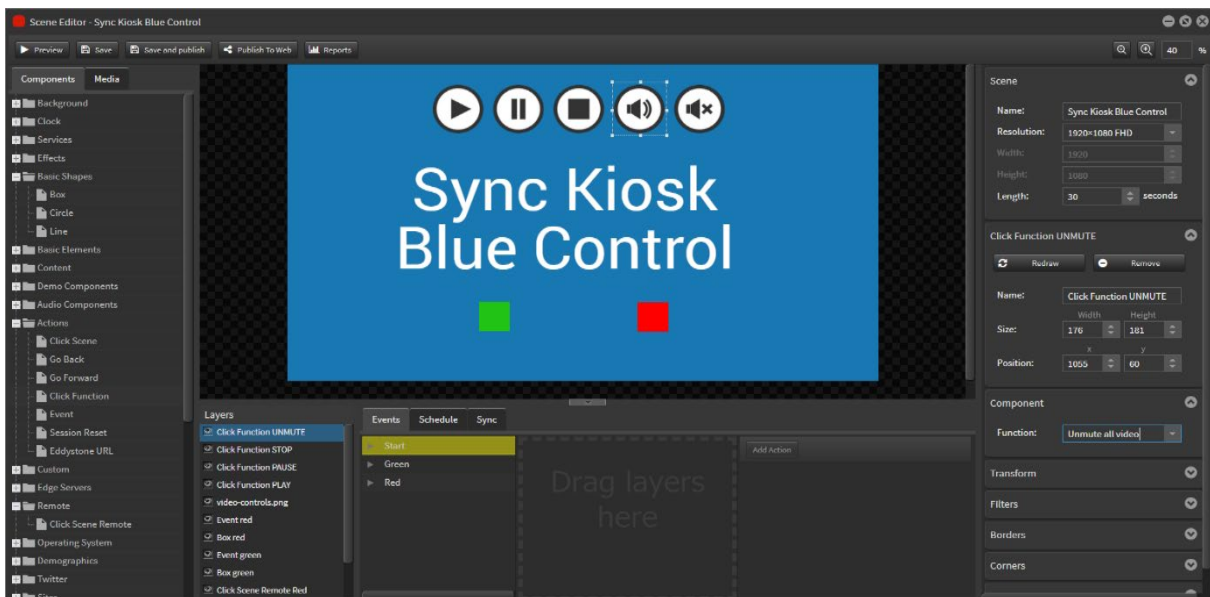 Scene Editor - Sync Kiosk Blue Control
Preview Save Save and publish Publish To Web Reports 40 %
Components Media
Background
Clock
Services
Effects
Basic Shapes
Box
Circle
Line
Basic Elements
Content
Demo Components
Audio Components
Actions
Click Scene
Go Back
Go Forward
Click Function
Event
Session Reset
Eddystone URL
Custom
Edge Servers
Remote
Click Scene Remote
Operating System
Demographics
Twitter
Sync Kiosk
Blue Control
Layers
Click Function UNMUTE
Click Function STOP
Click Function PAUSE
Click Function PLAY
video-controls.png
Event red
Box red
Event green
Box green
Click Scene Remote Red
Events Schedule Sync
Start
Green
Red
Drag layers
here
Add Action
Scene
Name: Sync Kiosk Blue Control
Resolution: 1920×1080 FHD
Width: 1920
Height: 1080
Length: 30 seconds
Click Function UNMUTE
Redraw Remove
Name: Click Function UNMUTE
Width Height
Size: 176 181
x y
Position: 1055 60
Component
Function: Unmute all video
Transform
Filters
Borders
Corners